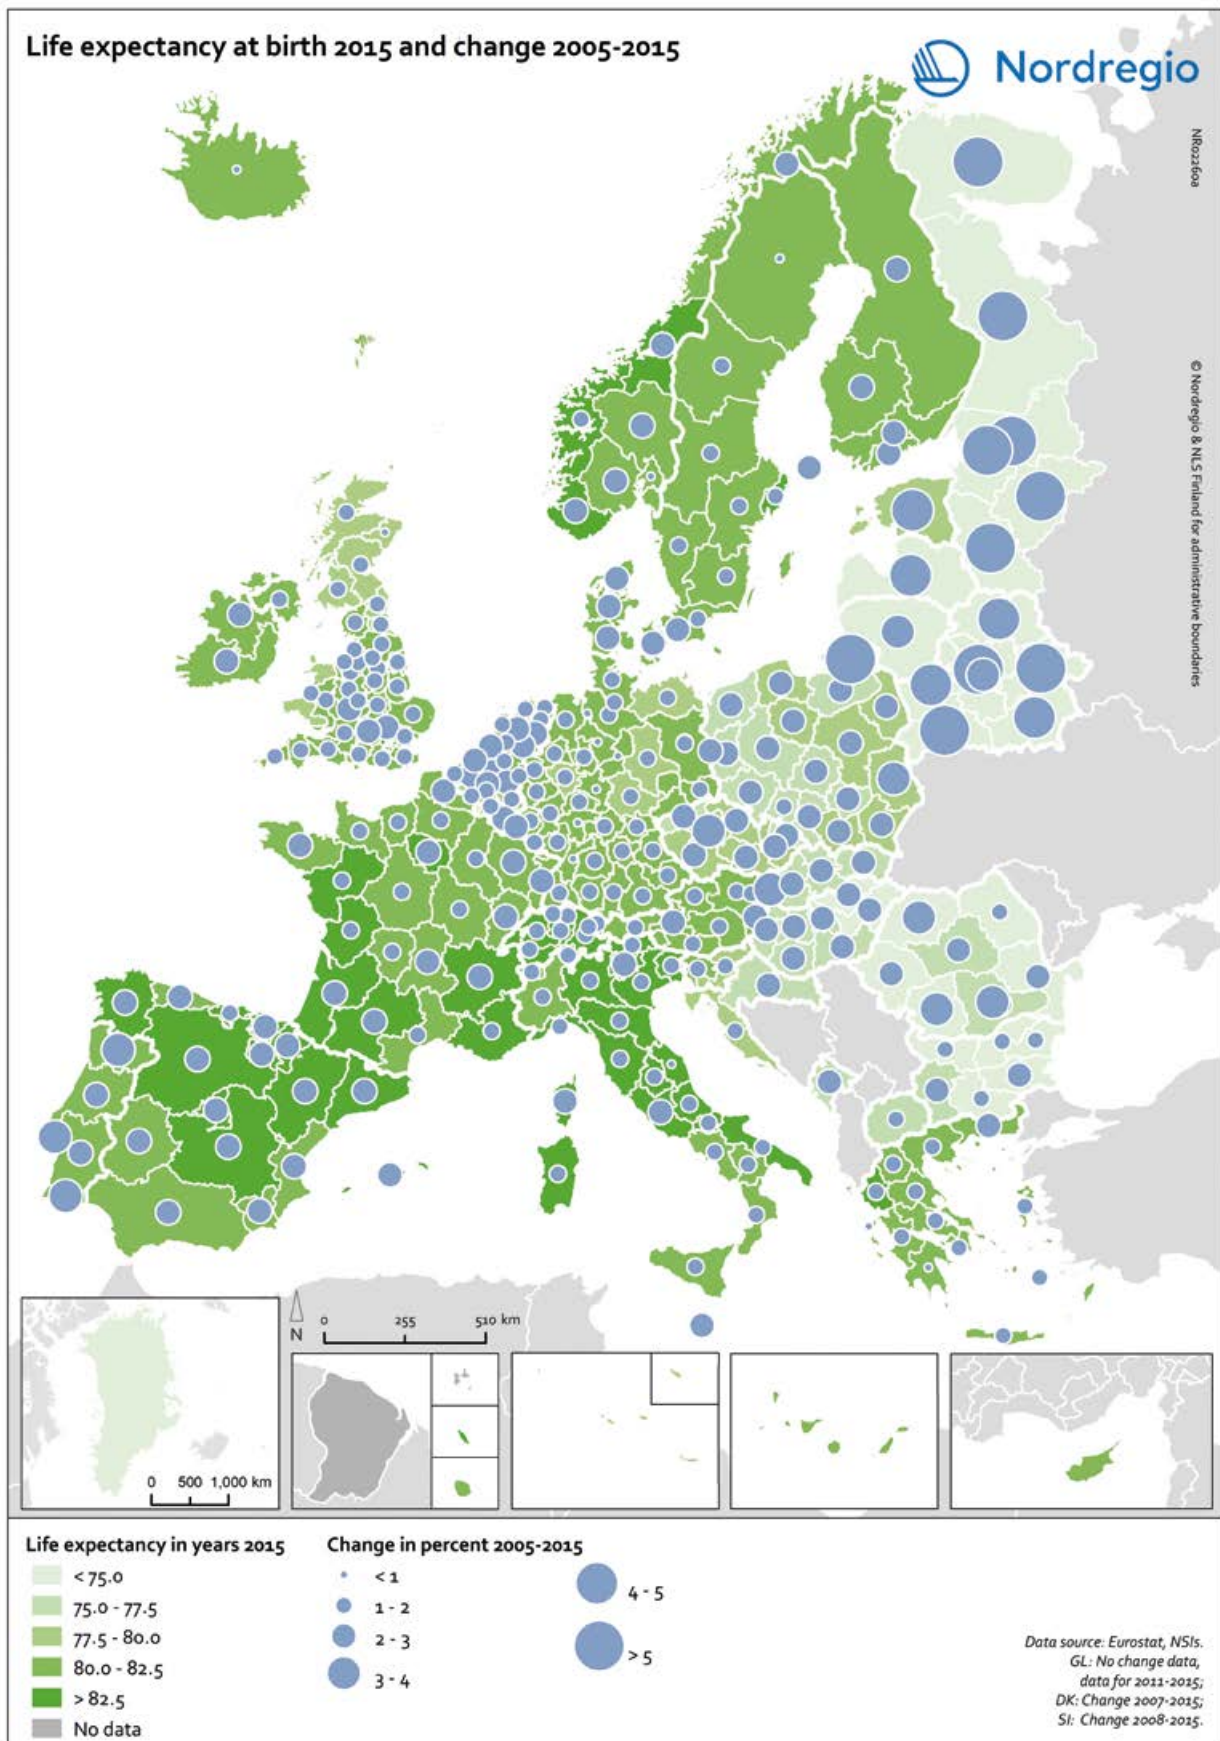 Life expectancy at birth 2015 and change 2005-2015
Nordregio
NR02260a
© Nordregio & NLS Finland for administrative boundaries
N
0 255 510 km
0 500 1,000 km
Life expectancy in years 2015
< 75.0
75.0 - 77.5
77.5 - 80.0
80.0 - 82.5
> 82.5
No data
Change in percent 2005-2015
< 1
1 - 2
2 - 3
3 - 4
4 - 5
> 5
Data source: Eurostat, NSIs.
GL: No change data,
data for 2011-2015;
DK: Change 2007-2015;
SI: Change 2008-2015.